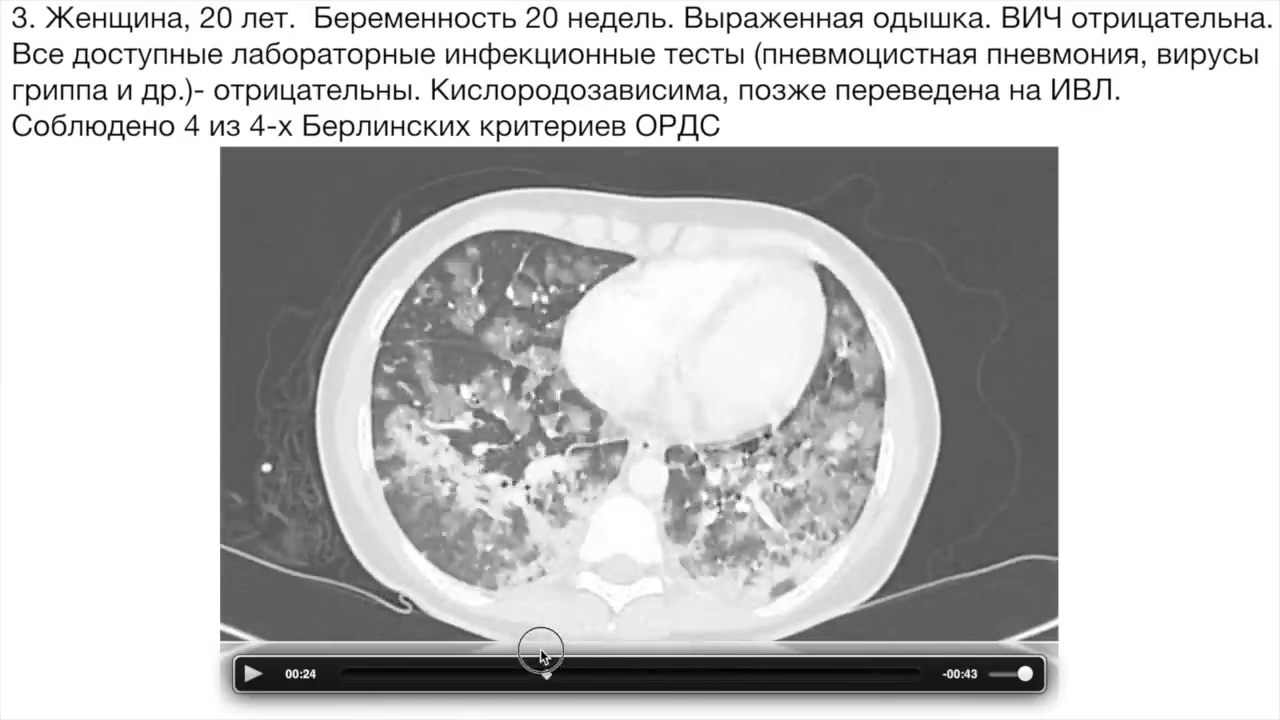 3. Женщина, 20 лет.  Беременность 20 недель. Выраженная одышка. ВИЧ отрицательна.
Все доступные лабораторные инфекционные тесты (пневмоцистная пневмония, вирусы
гриппа и др.)- отрицательны. Кислородозависима, позже переведена на ИВЛ.
Соблюдено 4 из 4-х Берлинских критериев ОРДС
00:24
-00:43